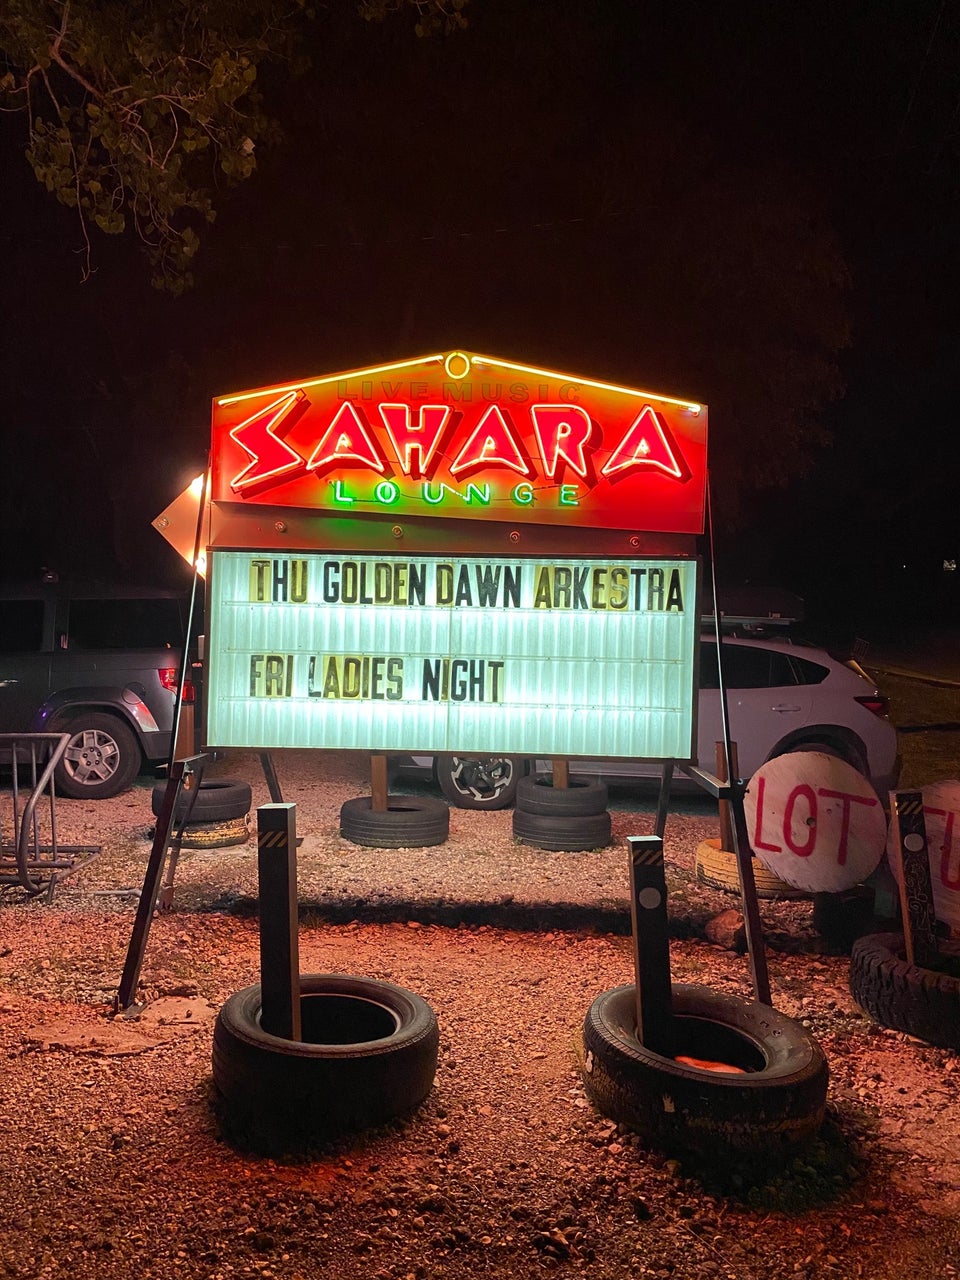 LIVE MUSIC
SAHARA
LOUNGE
THU GOLDEN DAWN ARKESTRA
FRI LADIES NIGHT
LOT